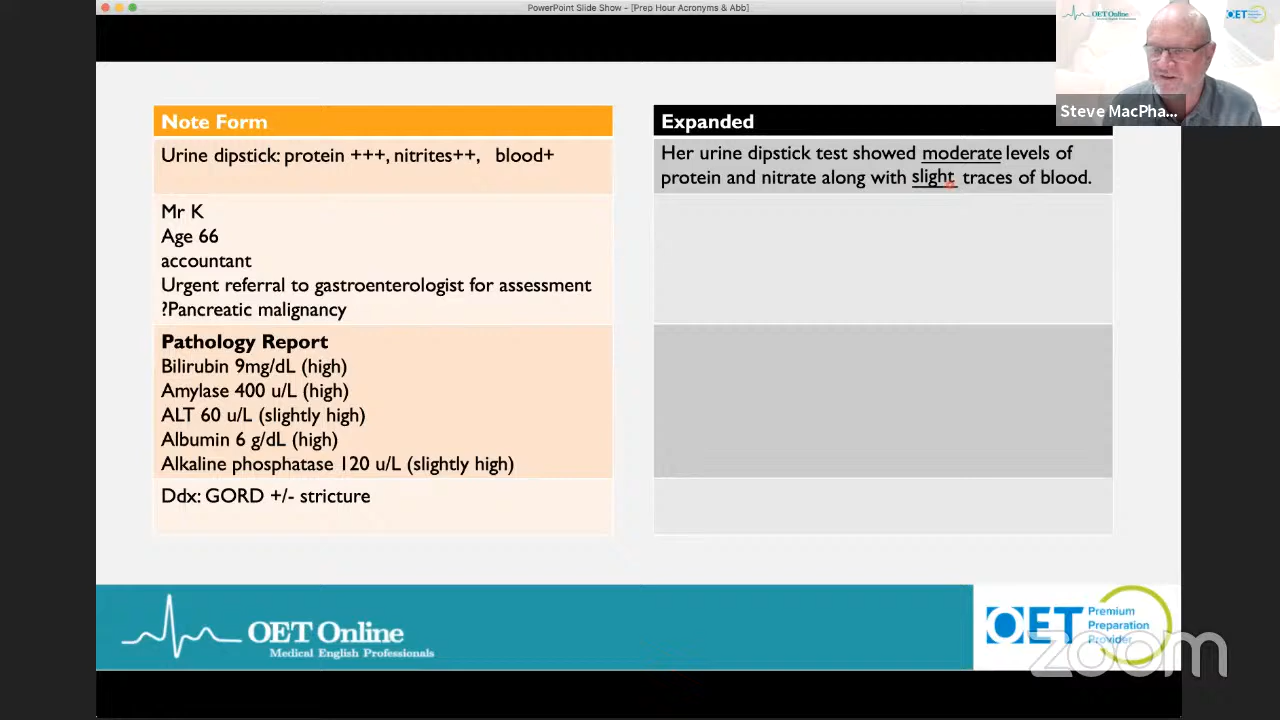 PowerPoint Slide Show - [Prep Hour Acronyms & Abb]
OET Online
OET
Steve MacPha...
Note Form
Urine dipstick: protein +++, nitrites++, blood+
Mr K
Age 66
accountant
Urgent referral to gastroenterologist for assessment
?Pancreatic malignancy
Pathology Report
Bilirubin 9mg/dL (high)
Amylase 400 u/L (high)
ALT 60 u/L (slightly high)
Albumin 6 g/dL (high)
Alkaline phosphatase 120 u/L (slightly high)
Ddx: GORD +/- stricture
Expanded
Her urine dipstick test showed moderate levels of
protein and nitrate along with slight traces of blood.
OET Online
Medical English Professionals
OET
Premium
Preparation
Provider
zoom